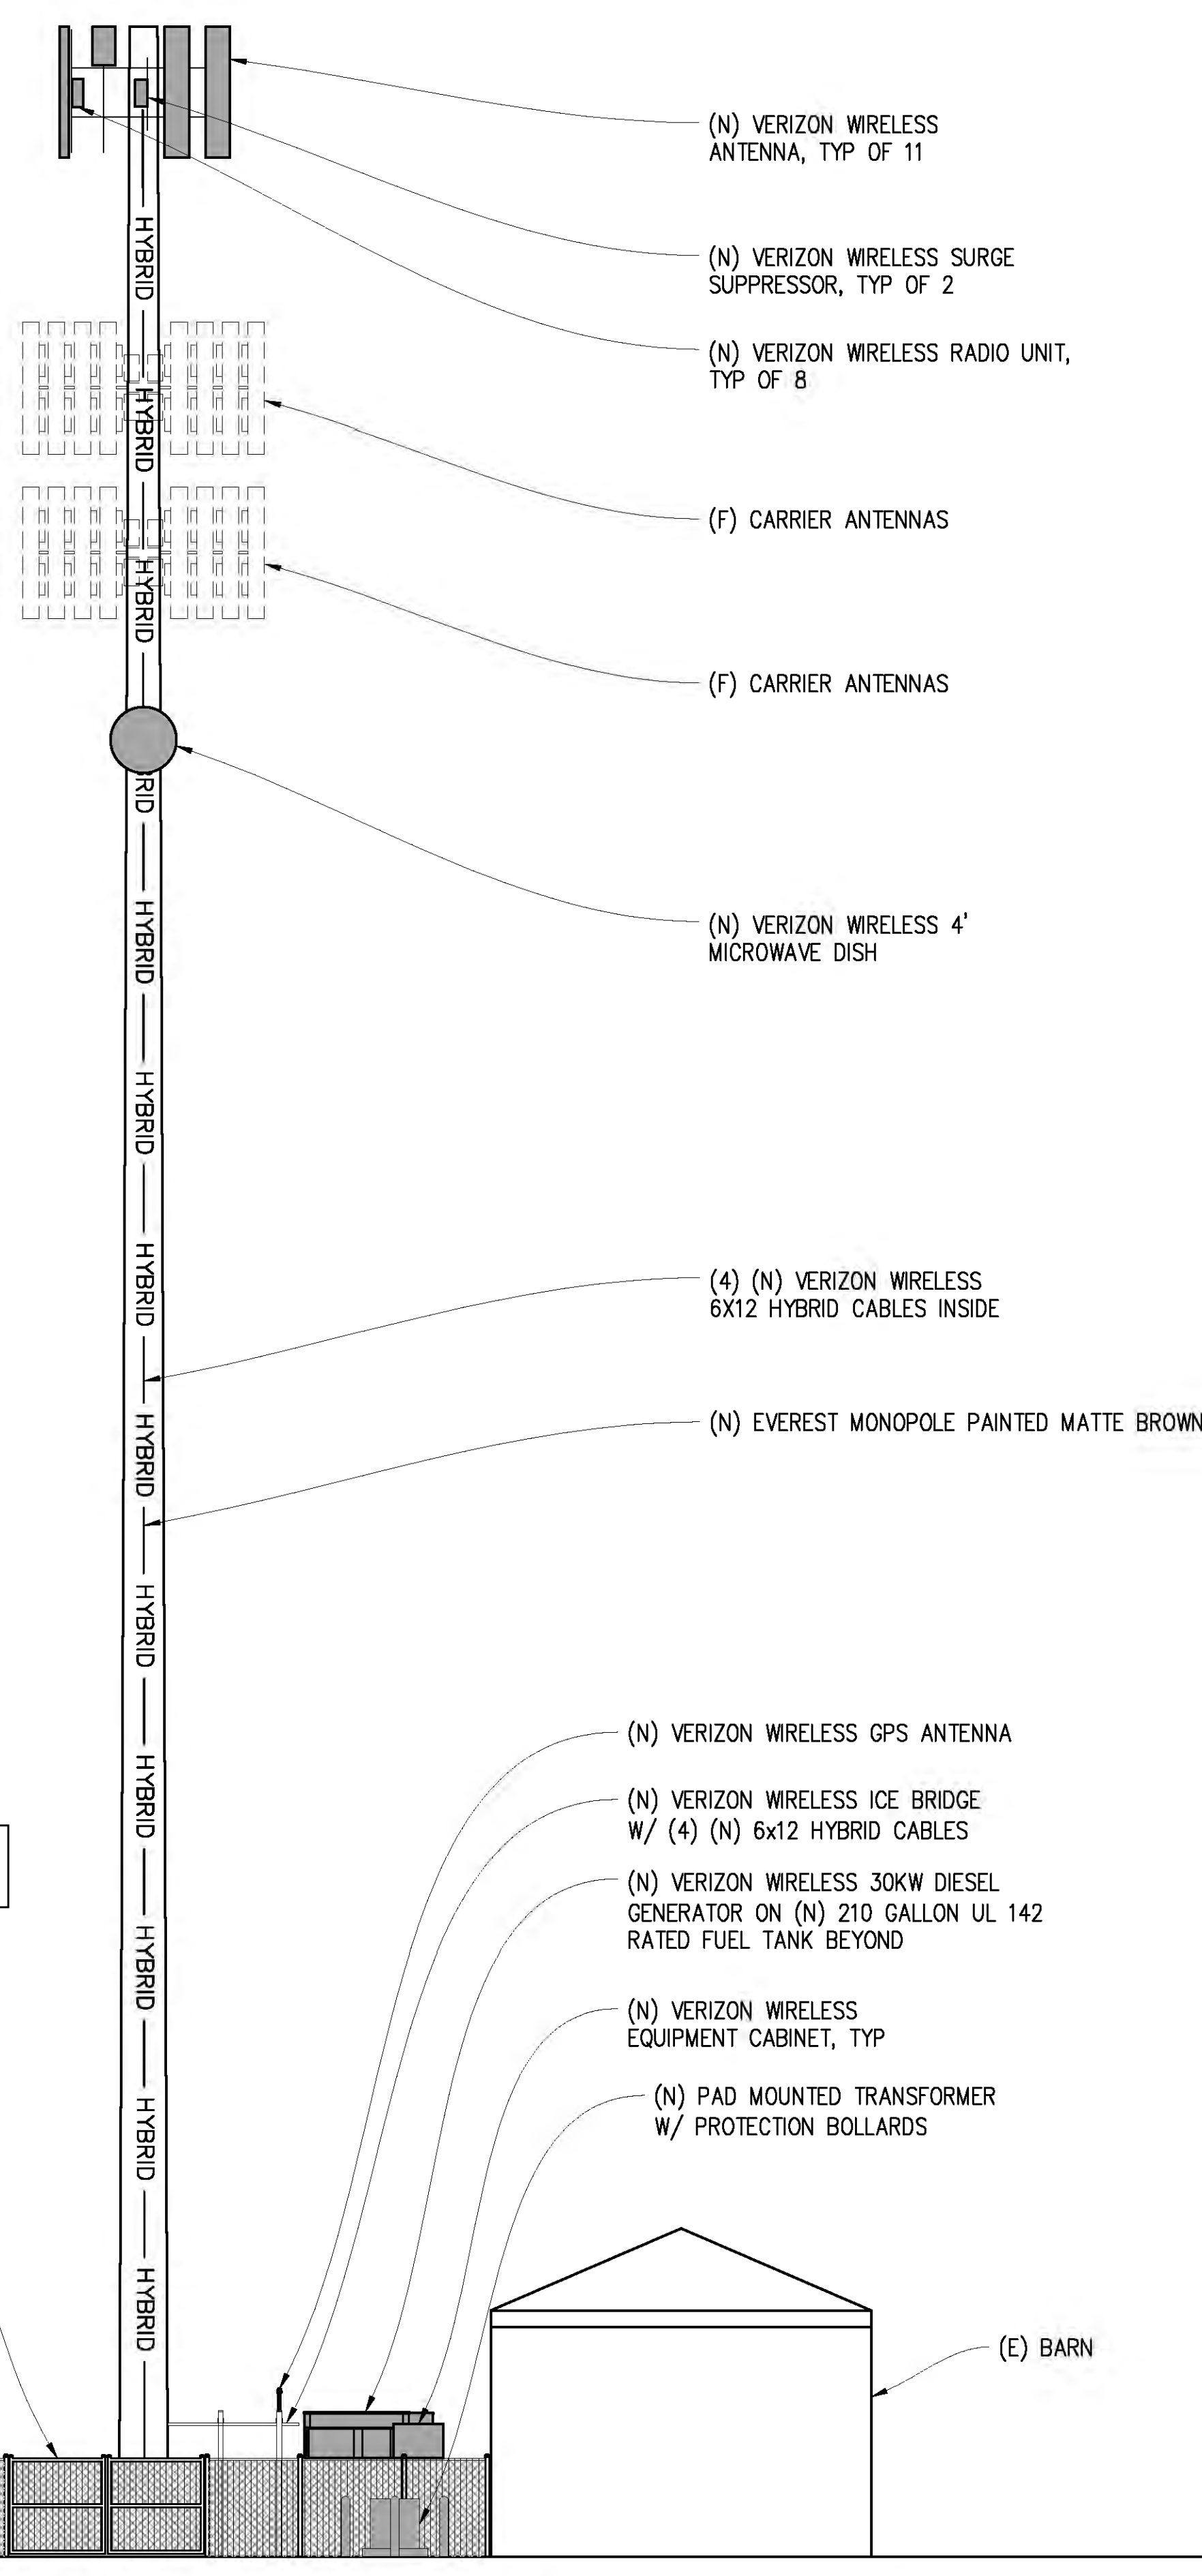 (N) VERIZON WIRELESS
ANTENNA, TYP OF 11
(N) VERIZON WIRELESS SURGE
SUPPRESSOR, TYP OF 2
(N) VERIZON WIRELESS RADIO UNIT,
TYP OF 8
(F) CARRIER ANTENNAS
(F) CARRIER ANTENNAS
(N) VERIZON WIRELESS 4'
MICROWAVE DISH
(4) (N) VERIZON WIRELESS
6X12 HYBRID CABLES INSIDE
(N) EVEREST MONOPOLE PAINTED MATTE BROWN
(N) VERIZON WIRELESS GPS ANTENNA
(N) VERIZON WIRELESS ICE BRIDGE
W/ (4) (N) 6x12 HYBRID CABLES
(N) VERIZON WIRELESS 30KW DIESEL
GENERATOR ON (N) 210 GALLON UL 142
RATED FUEL TANK BEYOND
(N) VERIZON WIRELESS
EQUIPMENT CABINET, TYP
(N) PAD MOUNTED TRANSFORMER
W/ PROTECTION BOLLARDS
(E) BARN
HYBRID
HYBRID
HYBRID
RID
HYBRID
HYBRID
HYBRID
HYBRID
HYBRID
HYBRID
HYBRID
HYBRID
HYBRID